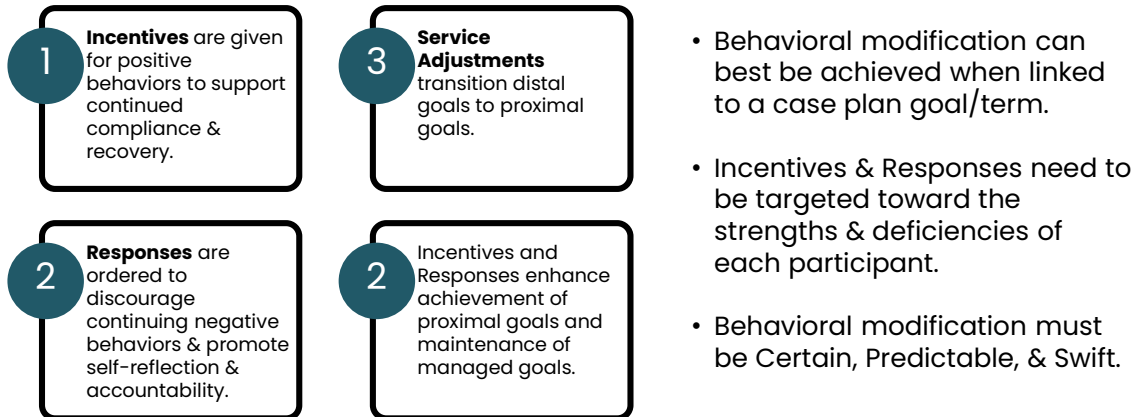 1
Incentives are given
for positive
behaviors to support
continued
compliance &
recovery.
2
Responses are
ordered to
discourage
continuing negative
behaviors & promote
self-reflection &
accountability.
3
Service
Adjustments
transition distal
goals to proximal
goals.
2
Incentives and
Responses enhance
achievement of
proximal goals and
maintenance of
managed goals.
• Behavioral modification can
best be achieved when linked
to a case plan goal/term.
• Incentives & Responses need to
be targeted toward the
strengths & deficiencies of
each participant.
• Behavioral modification must
be Certain, Predictable, & Swift.